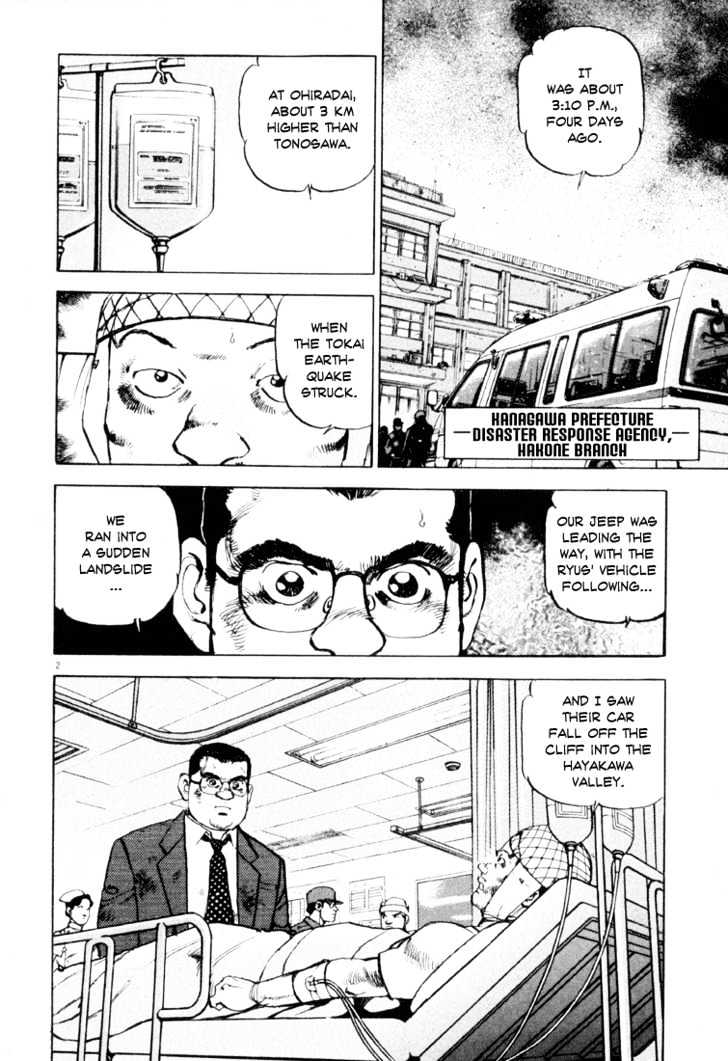 IT
WAS ABOUT
3:10 P.M.,
FOUR DAYS
AGO.
KANAGAWA PREFECTURE
DISASTER RESPONSE AGENCY,
HAKONE BRANCH
AT OHIRADAI,
ABOUT 3 KM
HIGHER THAN
TONOSAWA.
WHEN
THE TOKAI
EARTH-
QUAKE
STRUCK.
OUR JEEP WAS
LEADING THE
WAY, WITH THE
RYUS' VEHICLE
FOLLOWING...
WE
RAN INTO
A SUDDEN
LANDSLIDE
...
2
AND I SAW
THEIR CAR
FALL OFF THE
CLIFF INTO THE
HAYAKAWA
VALLEY.